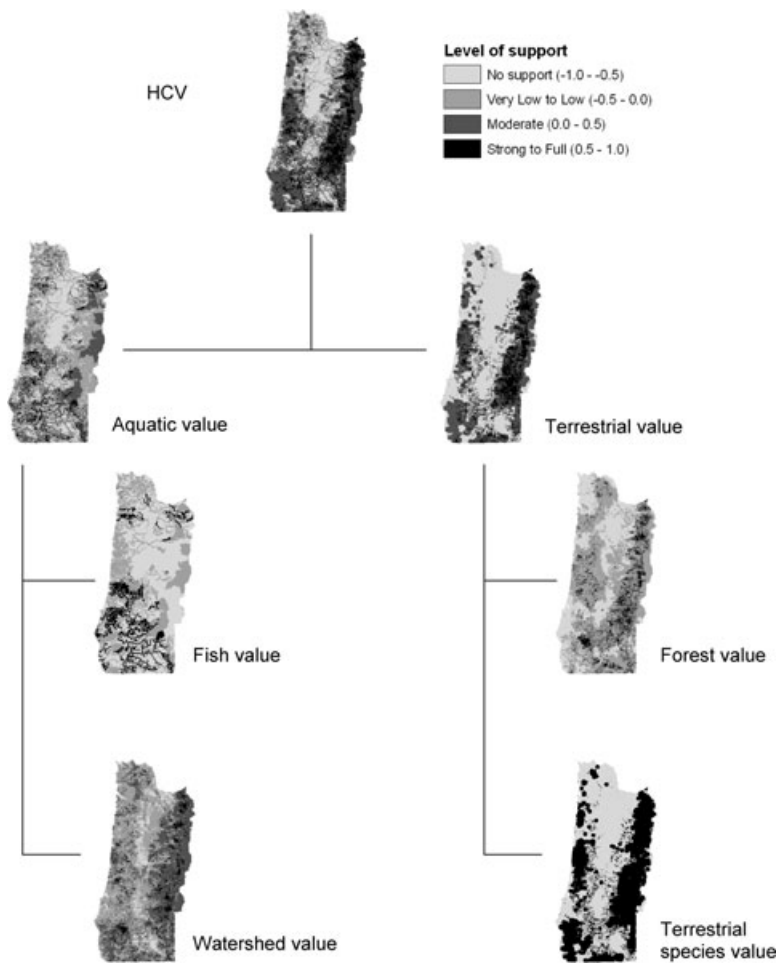 HCV
Level of support
No support (-1.0 - -0.5)
Very Low to Low (-0.5 - 0.0)
Moderate (0.0 - 0.5)
Strong to Full (0.5 - 1.0)
Aquatic value
Terrestrial value
Fish value
Forest value
Watershed value
Terrestrial
species value